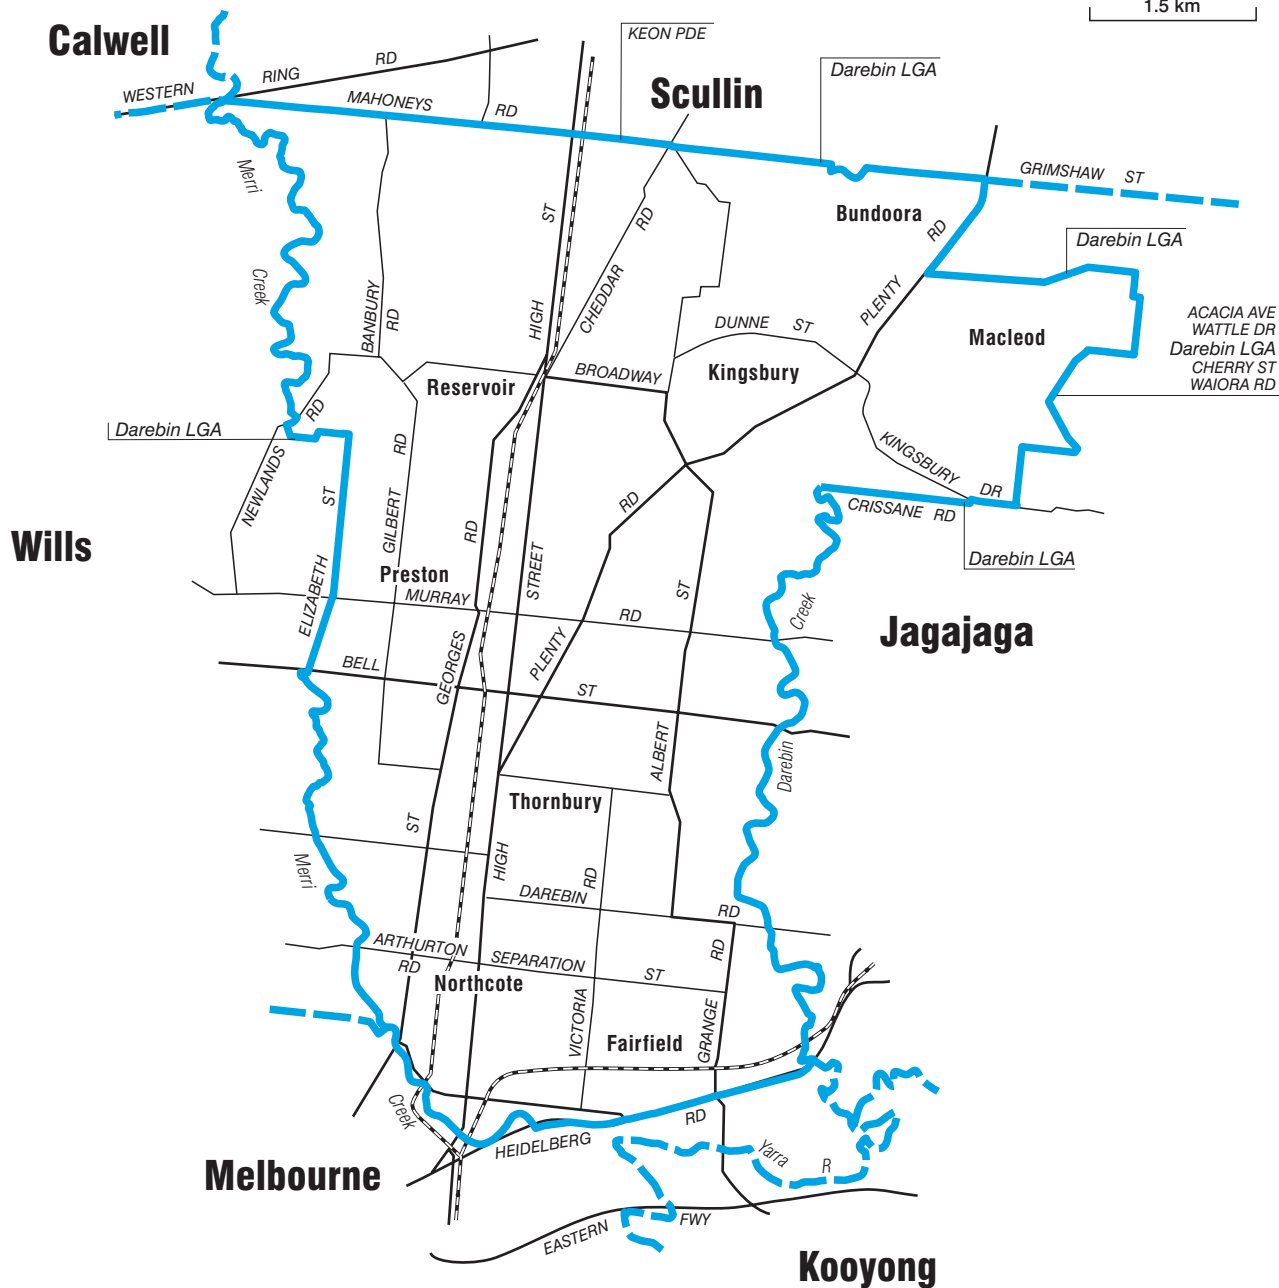 1.5 km
Calwell
KEON PDE
RD
RING
WESTERN
Darebin LGA
Scullin
MAHONEYS
RD
Merri
GRIMSHAW ST
Bundoora
ST
RD
RD
Darebin LGA
Creek
CHEDDAR
PLENTY
BANBURY
RD
HIGH
DUNNE ST
Macleod
ACACIA AVE
WATTLE DR
Darebin LGA
CHERRY ST
WAIORA RD
Reservoir
BROADWAY
Kingsbury
RD
Darebin LGA
RD
NEWLANDS
KINGSBURY
DR
ST
GILBERT
RD
RD
CRISSANE RD
Wills
Darebin LGA
Preston
STREET
ELIZABETH
MURRAY
RD
ST
Creek
Jagajaga
GEORGES
PLENTY
BELL
ST
ALBERT
Darebin
Thornbury
ST
HIGH
Merri
RD
DAREBIN
RD
ARTHURTON
RD
SEPARATION
ST
RD
Northcote
VICTORIA
Fairfield
GRANGE
Creek
HEIDELBERG
RD
Yarra R
Melbourne
EASTERN
FWY
Kooyong